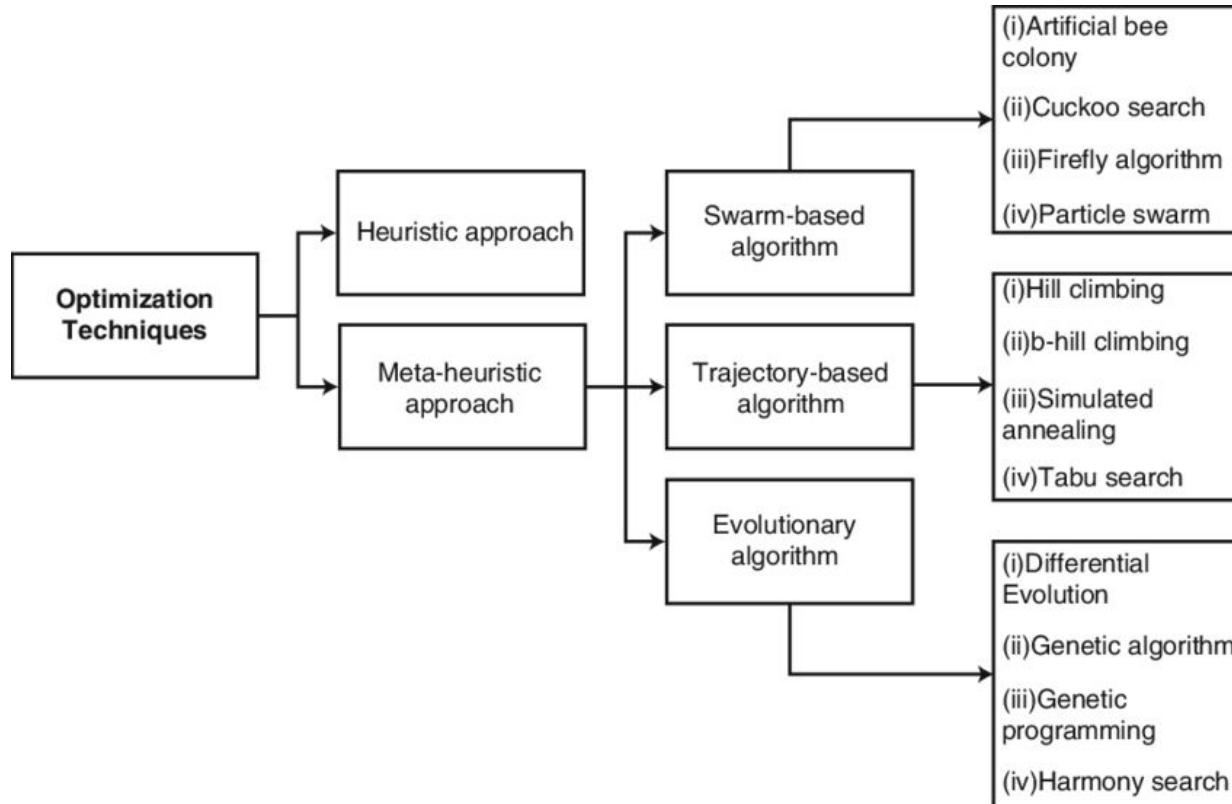 Optimization
Techniques
Heuristic approach
Meta-heuristic
approach
Swarm-based
algorithm
Trajectory-based
algorithm
Evolutionary
algorithm
(i)Artificial bee
colony
(ii)Cuckoo search
(iii)Firefly algorithm
(iv)Particle swarm
(i)Hill climbing
(ii)b-hill climbing
(iii)Simulated
annealing
(iv)Tabu search
(i)Differential
Evolution
(ii)Genetic algorithm
(iii)Genetic
programming
(iv)Harmony search